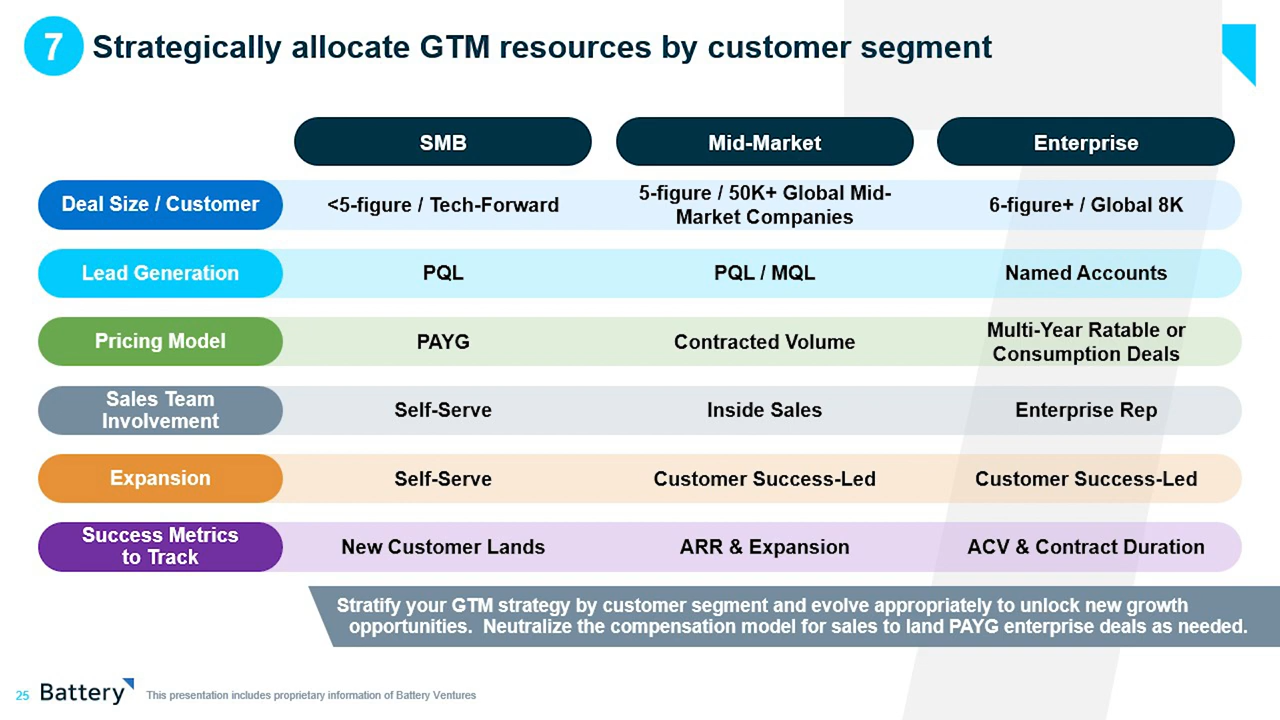 7
Strategically allocate GTM resources by customer segment
SMB
Mid-Market
Enterprise
Deal Size / Customer
<5-figure / Tech-Forward
5-figure / 50K+ Global Mid-
Market Companies
6-figure+ / Global 8K
Lead Generation
PQL
PQL / MQL
Named Accounts
Pricing Model
PAYG
Contracted Volume
Multi-Year Ratable or
Consumption Deals
Sales Team
Involvement
Self-Serve
Inside Sales
Enterprise Rep
Expansion
Self-Serve
Customer Success-Led
Customer Success-Led
Success Metrics
to Track
New Customer Lands
ARR & Expansion
ACV & Contract Duration
Stratify your GTM strategy by customer segment and evolve appropriately to unlock new growth
opportunities.  Neutralize the compensation model for sales to land PAYG enterprise deals as needed.
25
Battery
This presentation includes proprietary information of Battery Ventures